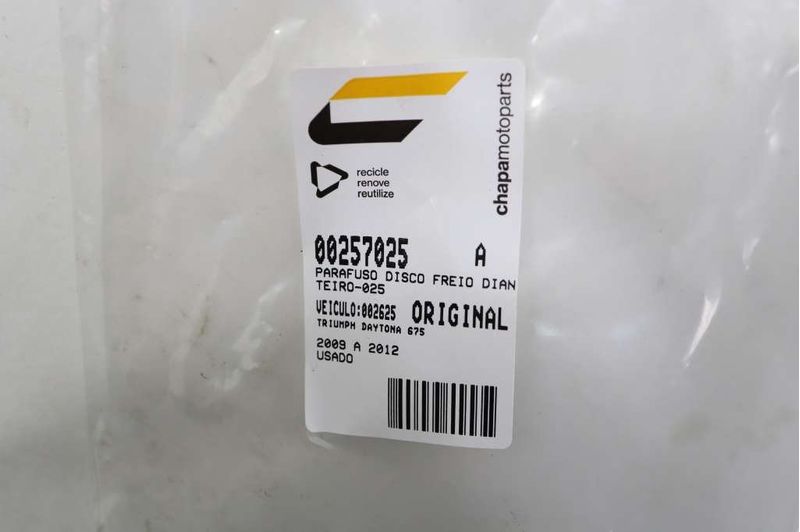 chapamotoparts
recicle
renove
reutilize
00257025 A
PARAFUSO DISCO FREIO DIAN
TEIRO-025
VEICULO:002625 ORIGINAL
TRIUMPH DAYTONA 675
2009 A 2012
USADO